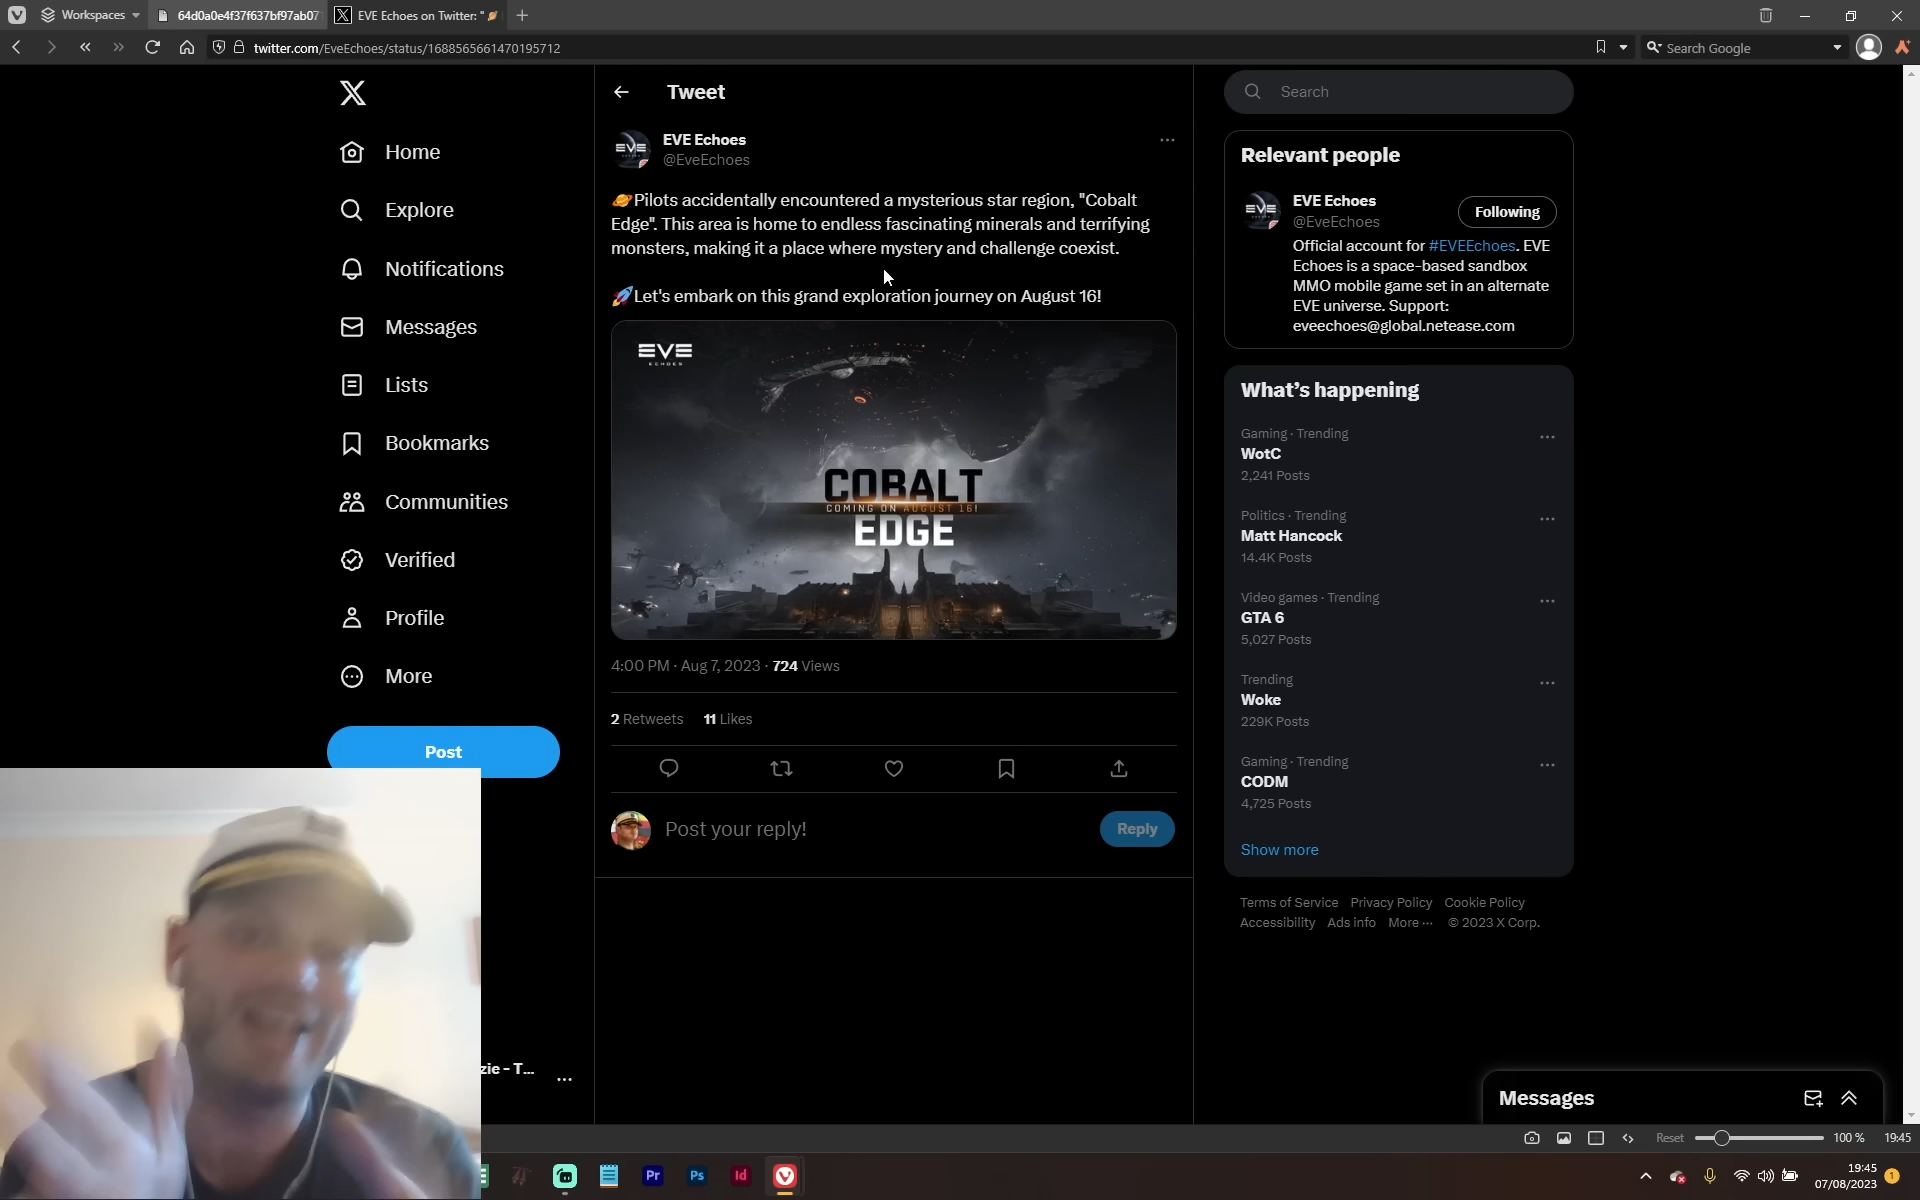 Workspaces
64d0a0e4f37f637bf97ab07
EVE Echoes on Twitter: "
twitter.com/EveEchoes/status/1688565661470195712
Search Google
Home
Explore
Notifications
Messages
Lists
Bookmarks
Communities
Verified
Profile
More
Post
zie - T...
Tweet
EVE Echoes
@EveEchoes
🪐Pilots accidentally encountered a mysterious star region, "Cobalt
Edge". This area is home to endless fascinating minerals and terrifying
monsters, making it a place where mystery and challenge coexist.
🚀Let's embark on this grand exploration journey on August 16!
EVE
ECHOES
COBALT
COMING ON AUGUST 16!
EDGE
4:00 PM · Aug 7, 2023 · 724 Views
2 Retweets 11 Likes
Post your reply!
Reply
Search
Relevant people
EVE Echoes
@EveEchoes
Following
Official account for #EVEEchoes. EVE
Echoes is a space-based sandbox
MMO mobile game set in an alternate
EVE universe. Support:
eveechoes@global.netease.com
What's happening
Gaming · Trending
WotC
2,241 Posts
Politics · Trending
Matt Hancock
14.4K Posts
Video games · Trending
GTA 6
5,027 Posts
Trending
Woke
229K Posts
Gaming · Trending
CODM
4,725 Posts
Show more
Terms of Service Privacy Policy Cookie Policy
Accessibility Ads info More ··· © 2023 X Corp.
Messages
Reset 100 % 19:45
Pr Ps Id
19:45
07/08/2023
1